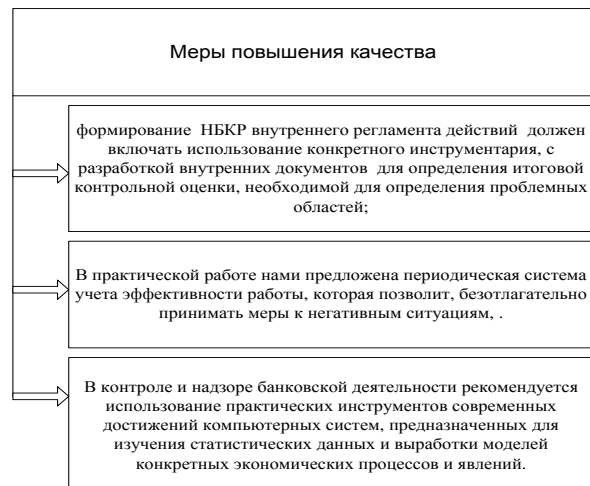 Меры повышения качества
формирование НБКР внутреннего регламента действий должен
включать использование конкретного инструментария, с
разработкой внутренних документов для определения итоговой
контрольной оценки, необходимой для определения проблемных
областей;
В практической работе нами предложена периодическая система
учета эффективности работы, которая позволит, безотлагательно
принимать меры к негативным ситуациям, .
В контроле и надзоре банковской деятельности рекомендуется
использование практических инструментов современных
достижений компьютерных систем, предназначенных для
изучения статистических данных и выработки моделей
конкретных экономических процессов и явлений.